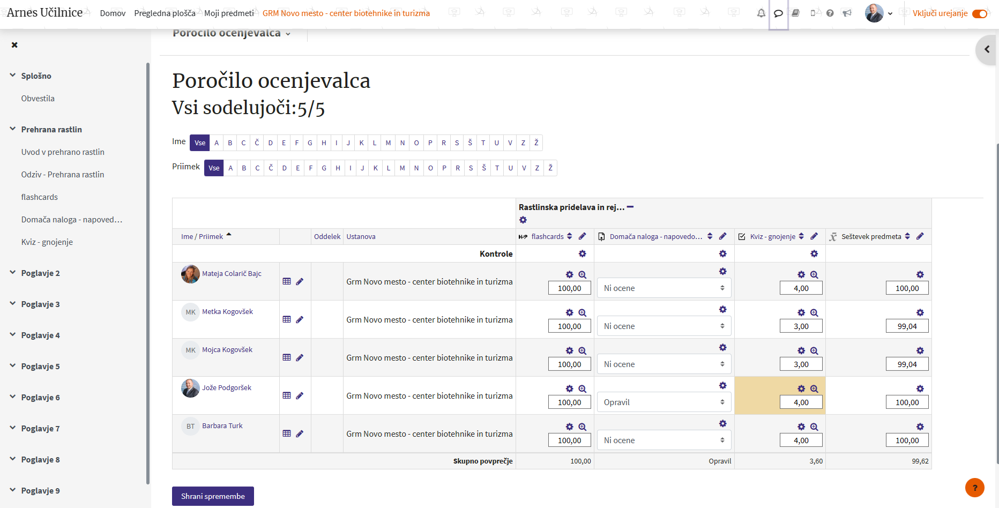 Arnes Učilnice Domov Pregledna plošča Moji predmeti GRM Novo mesto - center biotehnike in turizma Vključi urejanje
Poročilo ocenjevalca
Splošno
Obvestila
Prehrana rastlin
Uvod v prehrano rastlin
Odziv - Prehrana rastlin
flashcards
Domača naloga - napoved…
Kviz - gnojenje
Poglavje 2
Poglavje 3
Poglavje 4
Poglavje 5
Poglavje 6
Poglavje 7
Poglavje 8
Poglavje 9
Poročilo ocenjevalca
Vsi sodelujoči:5/5
Ime Vse A B C Č D E F G H I J K L M N O P R S Š T U V Z Ž
Priimek Vse A B C Č D E F G H I J K L M N O P R S Š T U V Z Ž
Rastlinska pridelava in rej…
Ime / Priimek Oddelek Ustanova H5P flashcards Domača naloga - napovedo… Kviz - gnojenje x̄ Seštevek predmeta
Kontrole
Mateja Colarič Bajc Grm Novo mesto - center biotehnike in turizma 100,00 Ni ocene 4,00 100,00
MK Metka Kogovšek Grm Novo mesto - center biotehnike in turizma 100,00 Ni ocene 3,00 99,04
MK Mojca Kogovšek Grm Novo mesto - center biotehnike in turizma 100,00 Ni ocene 3,00 99,04
Jože Podgoršek Grm Novo mesto - center biotehnike in turizma 100,00 Opravil 4,00 100,00
BT Barbara Turk Grm Novo mesto - center biotehnike in turizma 100,00 Ni ocene 4,00 100,00
Skupno povprečje 100,00 Opravil 3,60 99,62
Shrani spremembe
?